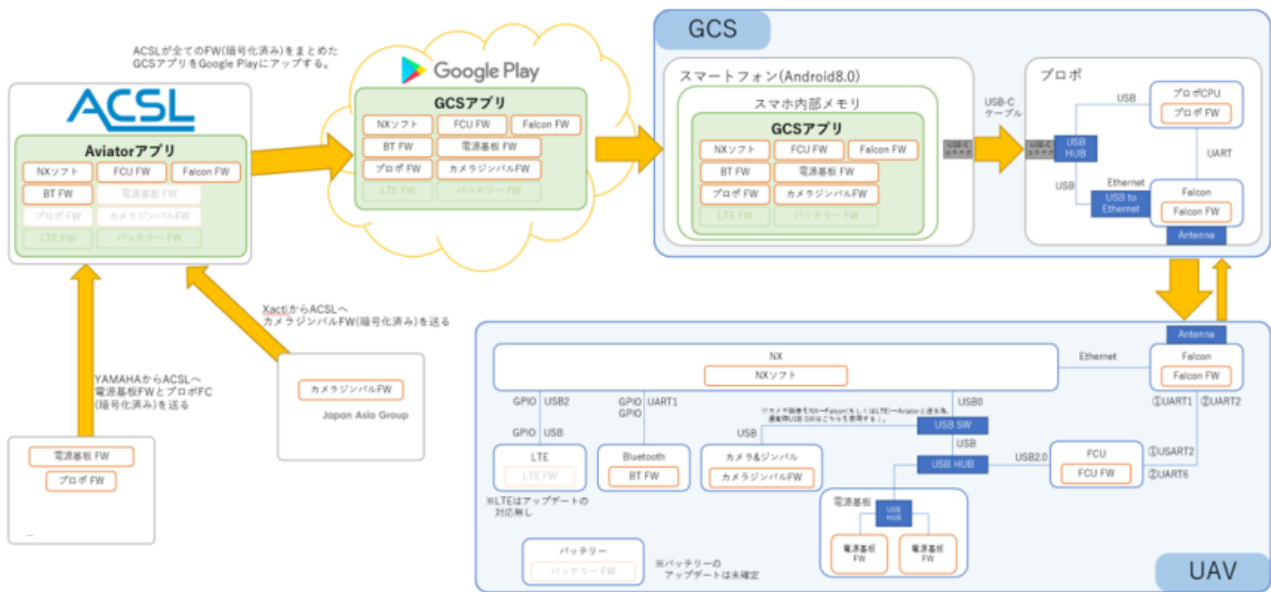 ACSLが全てのFW(暗号化済み)をまとめた
GCSアプリをGoogle Playにアップする。
ACSL
Aviatorアプリ
NXソフト
FCU FW
Falcon FW
BT FW
電源基板 FW
プロポ FW
カメラジンバルFW
LTE FW
バッテリー FW
Google Play
GCSアプリ
NXソフト
FCU FW
Falcon FW
BT FW
電源基板 FW
プロポ FW
カメラジンバルFW
LTE FW
バッテリー FW
GCS
スマートフォン(Android8.0)
スマホ内部メモリ
GCSアプリ
NXソフト
FCU FW
Falcon FW
BT FW
電源基板 FW
プロポ FW
カメラジンバルFW
LTE FW
バッテリー FW
USB-C
コネクタ
USB-C
ケーブル
プロポ
USB-C
コネクタ
USB
HUB
USB
プロポCPU
プロポ FW
UART
USB
Ethernet
USB to
Ethernet
Falcon
Falcon FW
Antenna
XactiからACSLへ
カメラジンバルFW(暗号化済み)を送る
カメラジンバルFW
Japan Asia Group
YAMAHAからACSLへ
電源基板FWとプロポFC
(暗号化済み)を送る
電源基板 FW
プロポ FW
...
UAV
NX
NXソフト
Ethernet
Antenna
Falcon
Falcon FW
①UART1
②UART2
GPIO
USB2
GPIO
USB
LTE
LTE FW
※LTEはアップデートの
対応無し
GPIO
GPIO
UART1
Bluetooth
BT FW
USB0
USB
USB SW
USB
USB HUB
カメラ&ジンバル
カメラジンバルFW
USB2.0
FCU
FCU FW
①USART2
②UART6
電源基板
USB
HUB
電源基板
FW
電源基板
FW
バッテリー
バッテリー FW
※バッテリーの
アップデートは未確定